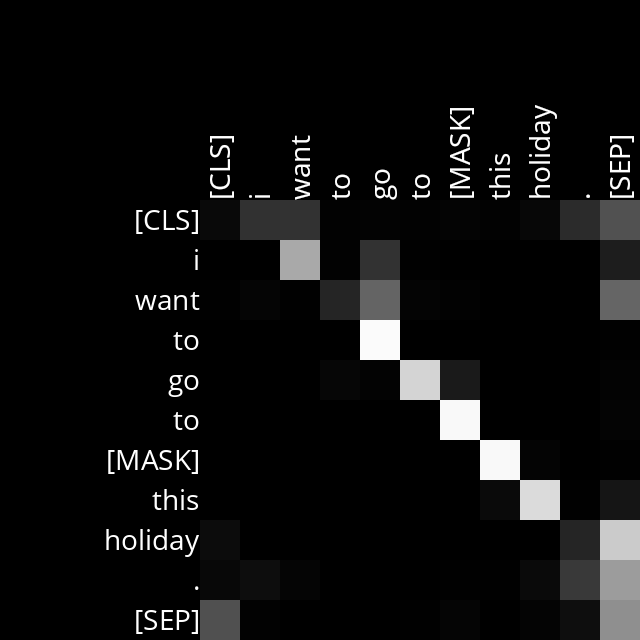 [CLS] i want to go to [MASK] this holiday . [SEP]
[CLS]
i
want
to
go
to
[MASK]
this
holiday
.
[SEP]